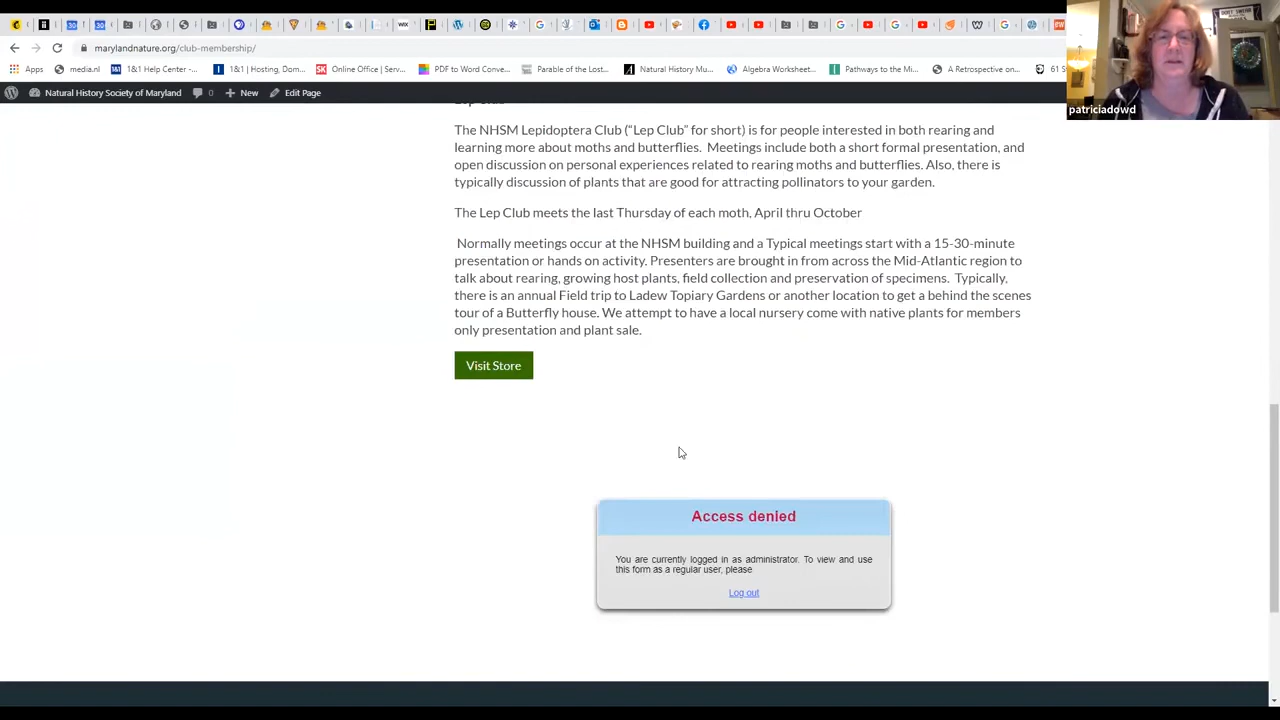 patriciadowd
marylandnature.org/club-membership/
Apps media.nl 1&1 Help Center -... 1&1 | Hosting, Dom... Online Office | Serv... PDF to Word Conve... Parable of the Lost... Natural History Mu... Algebra Worksheet... Pathways to the Mi... A Retrospective on... 61 S
Natural History Society of Maryland 0 New Edit Page
The NHSM Lepidoptera Club (“Lep Club” for short) is for people interested in both rearing and
learning more about moths and butterflies. Meetings include both a short formal presentation, and
open discussion on personal experiences related to rearing moths and butterflies. Also, there is
typically discussion of plants that are good for attracting pollinators to your garden.
The Lep Club meets the last Thursday of each moth, April thru October
Normally meetings occur at the NHSM building and a Typical meetings start with a 15-30-minute
presentation or hands on activity. Presenters are brought in from across the Mid-Atlantic region to
talk about rearing, growing host plants, field collection and preservation of specimens. Typically,
there is an annual Field trip to Ladew Topiary Gardens or another location to get a behind the scenes
tour of a Butterfly house. We attempt to have a local nursery come with native plants for members
only presentation and plant sale.
Visit Store
Access denied
You are currently logged in as administrator. To view and use
this form as a regular user, please
Log out